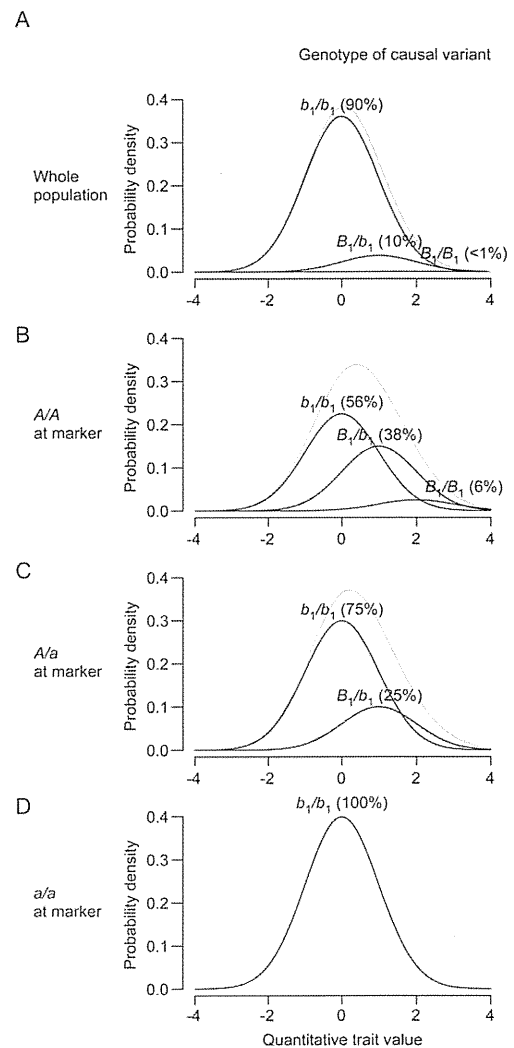 A
Genotype of causal variant
b1/b1 (90%)
0.4
0.3
0.2
0.1
0.0
Probability density
Whole
population
B1/b1 (10%)
B1/B1 (<1%)
-4 -2 0 2 4
B
A/A
at marker
0.4
0.3
0.2
0.1
0.0
Probability density
b1/b1 (56%)
B1/b1 (38%)
B1/B1 (6%)
-4 -2 0 2 4
C
A/a
at marker
0.4
0.3
0.2
0.1
0.0
Probability density
b1/b1 (75%)
B1/b1 (25%)
-4 -2 0 2 4
D
b1/b1 (100%)
a/a
at marker
0.4
0.3
0.2
0.1
0.0
Probability density
-4 -2 0 2 4
Quantitative trait value